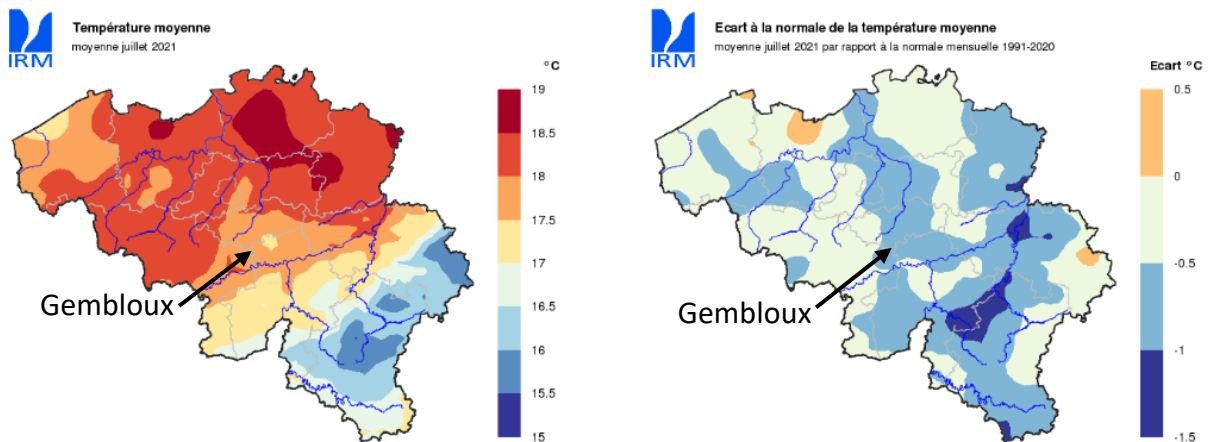 IRM
Température moyenne
moyenne juillet 2021
°C
19
18.5
18
17.5
17
16.5
16
15.5
15
Gembloux
IRM
Ecart à la normale de la température moyenne
moyenne juillet 2021 par rapport à la normale mensuelle 1991-2020
Ecart °C
0.5
0
-0.5
-1
-1.5
Gembloux